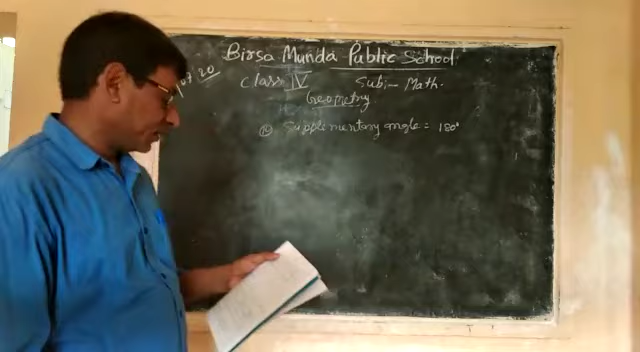 Birsa Munda Public School
20
Class IV Sub:- Math.
Geometry
Supplementary angle = 180°